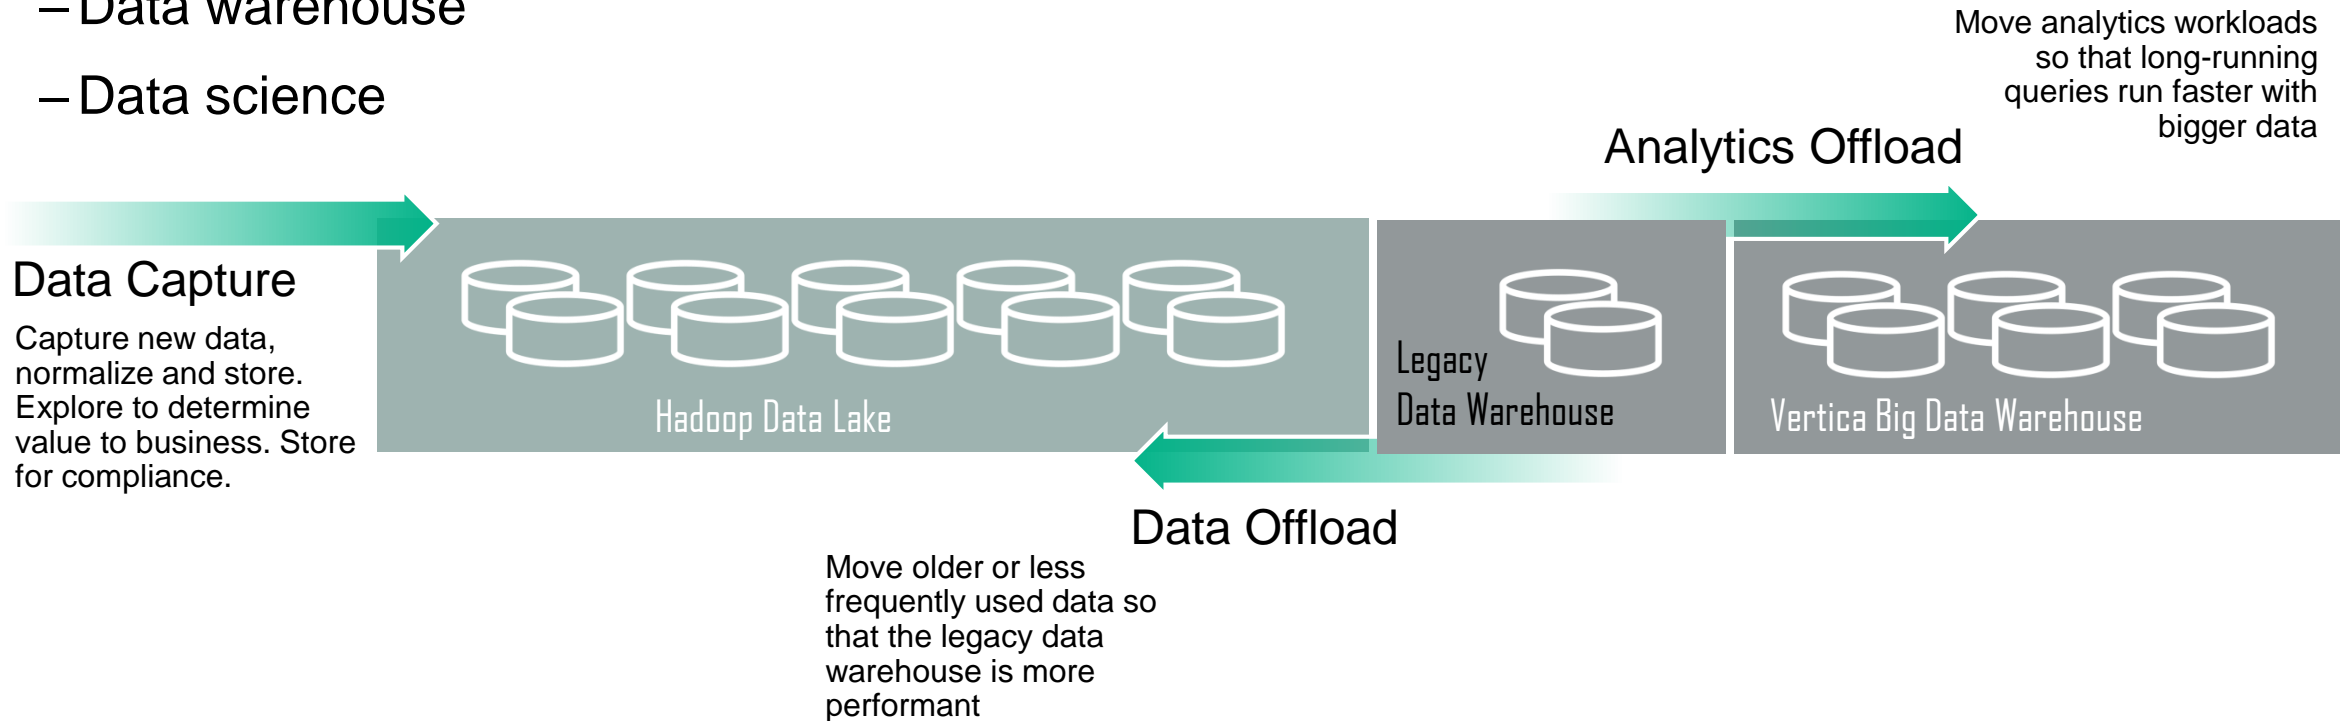 – Data warehouse
– Data science
Move analytics workloads
so that long-running
queries run faster with
bigger data
Analytics Offload
Data Capture
Capture new data,
normalize and store.
Explore to determine
value to business. Store
for compliance.
Hadoop Data Lake
Legacy
Data Warehouse
Vertica Big Data Warehouse
Data Offload
Move older or less
frequently used data so
that the legacy data
warehouse is more
performant